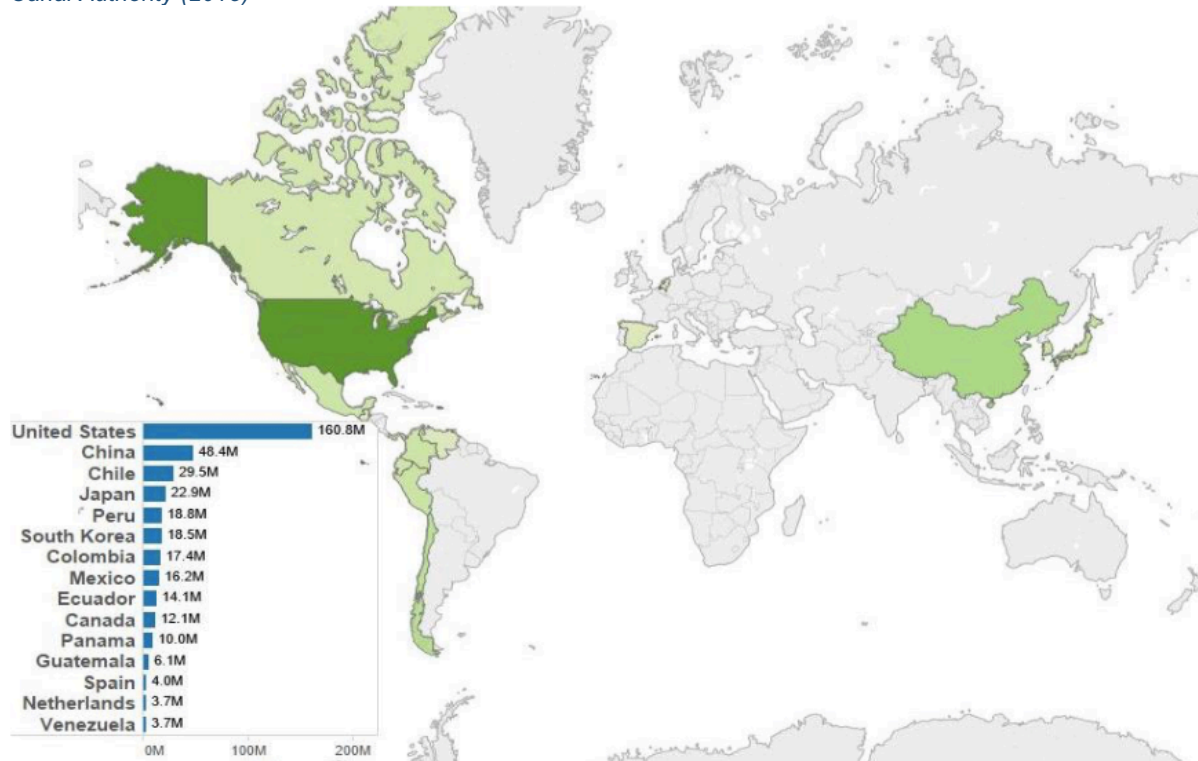 United States 160.8M
China 48.4M
Chile 29.5M
Japan 22.9M
Peru 18.8M
South Korea 18.5M
Colombia 17.4M
Mexico 16.2M
Ecuador 14.1M
Canada 12.1M
Panama 10.0M
Guatemala 6.1M
Spain 4.0M
Netherlands 3.7M
Venezuela 3.7M
0M 100M 200M